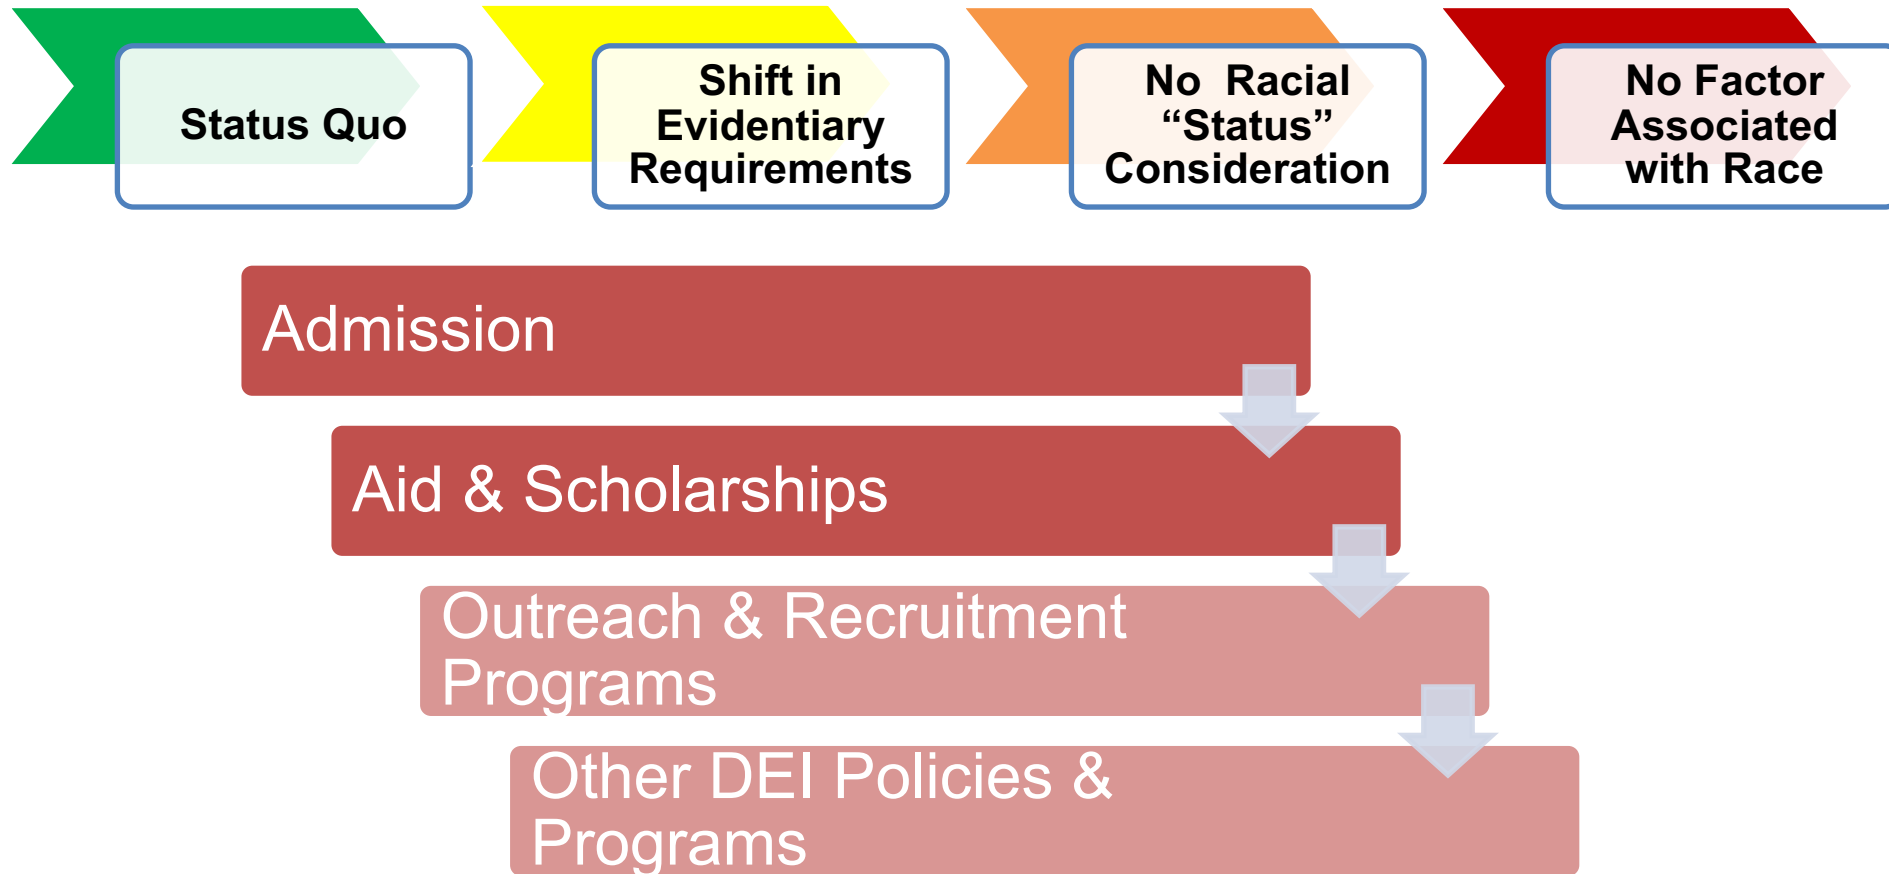 Status Quo
Shift in
Evidentiary
Requirements
No Racial
“Status”
Consideration
No Factor
Associated
with Race
Admission
Aid & Scholarships
Outreach & Recruitment
Programs
Other DEI Policies &
Programs